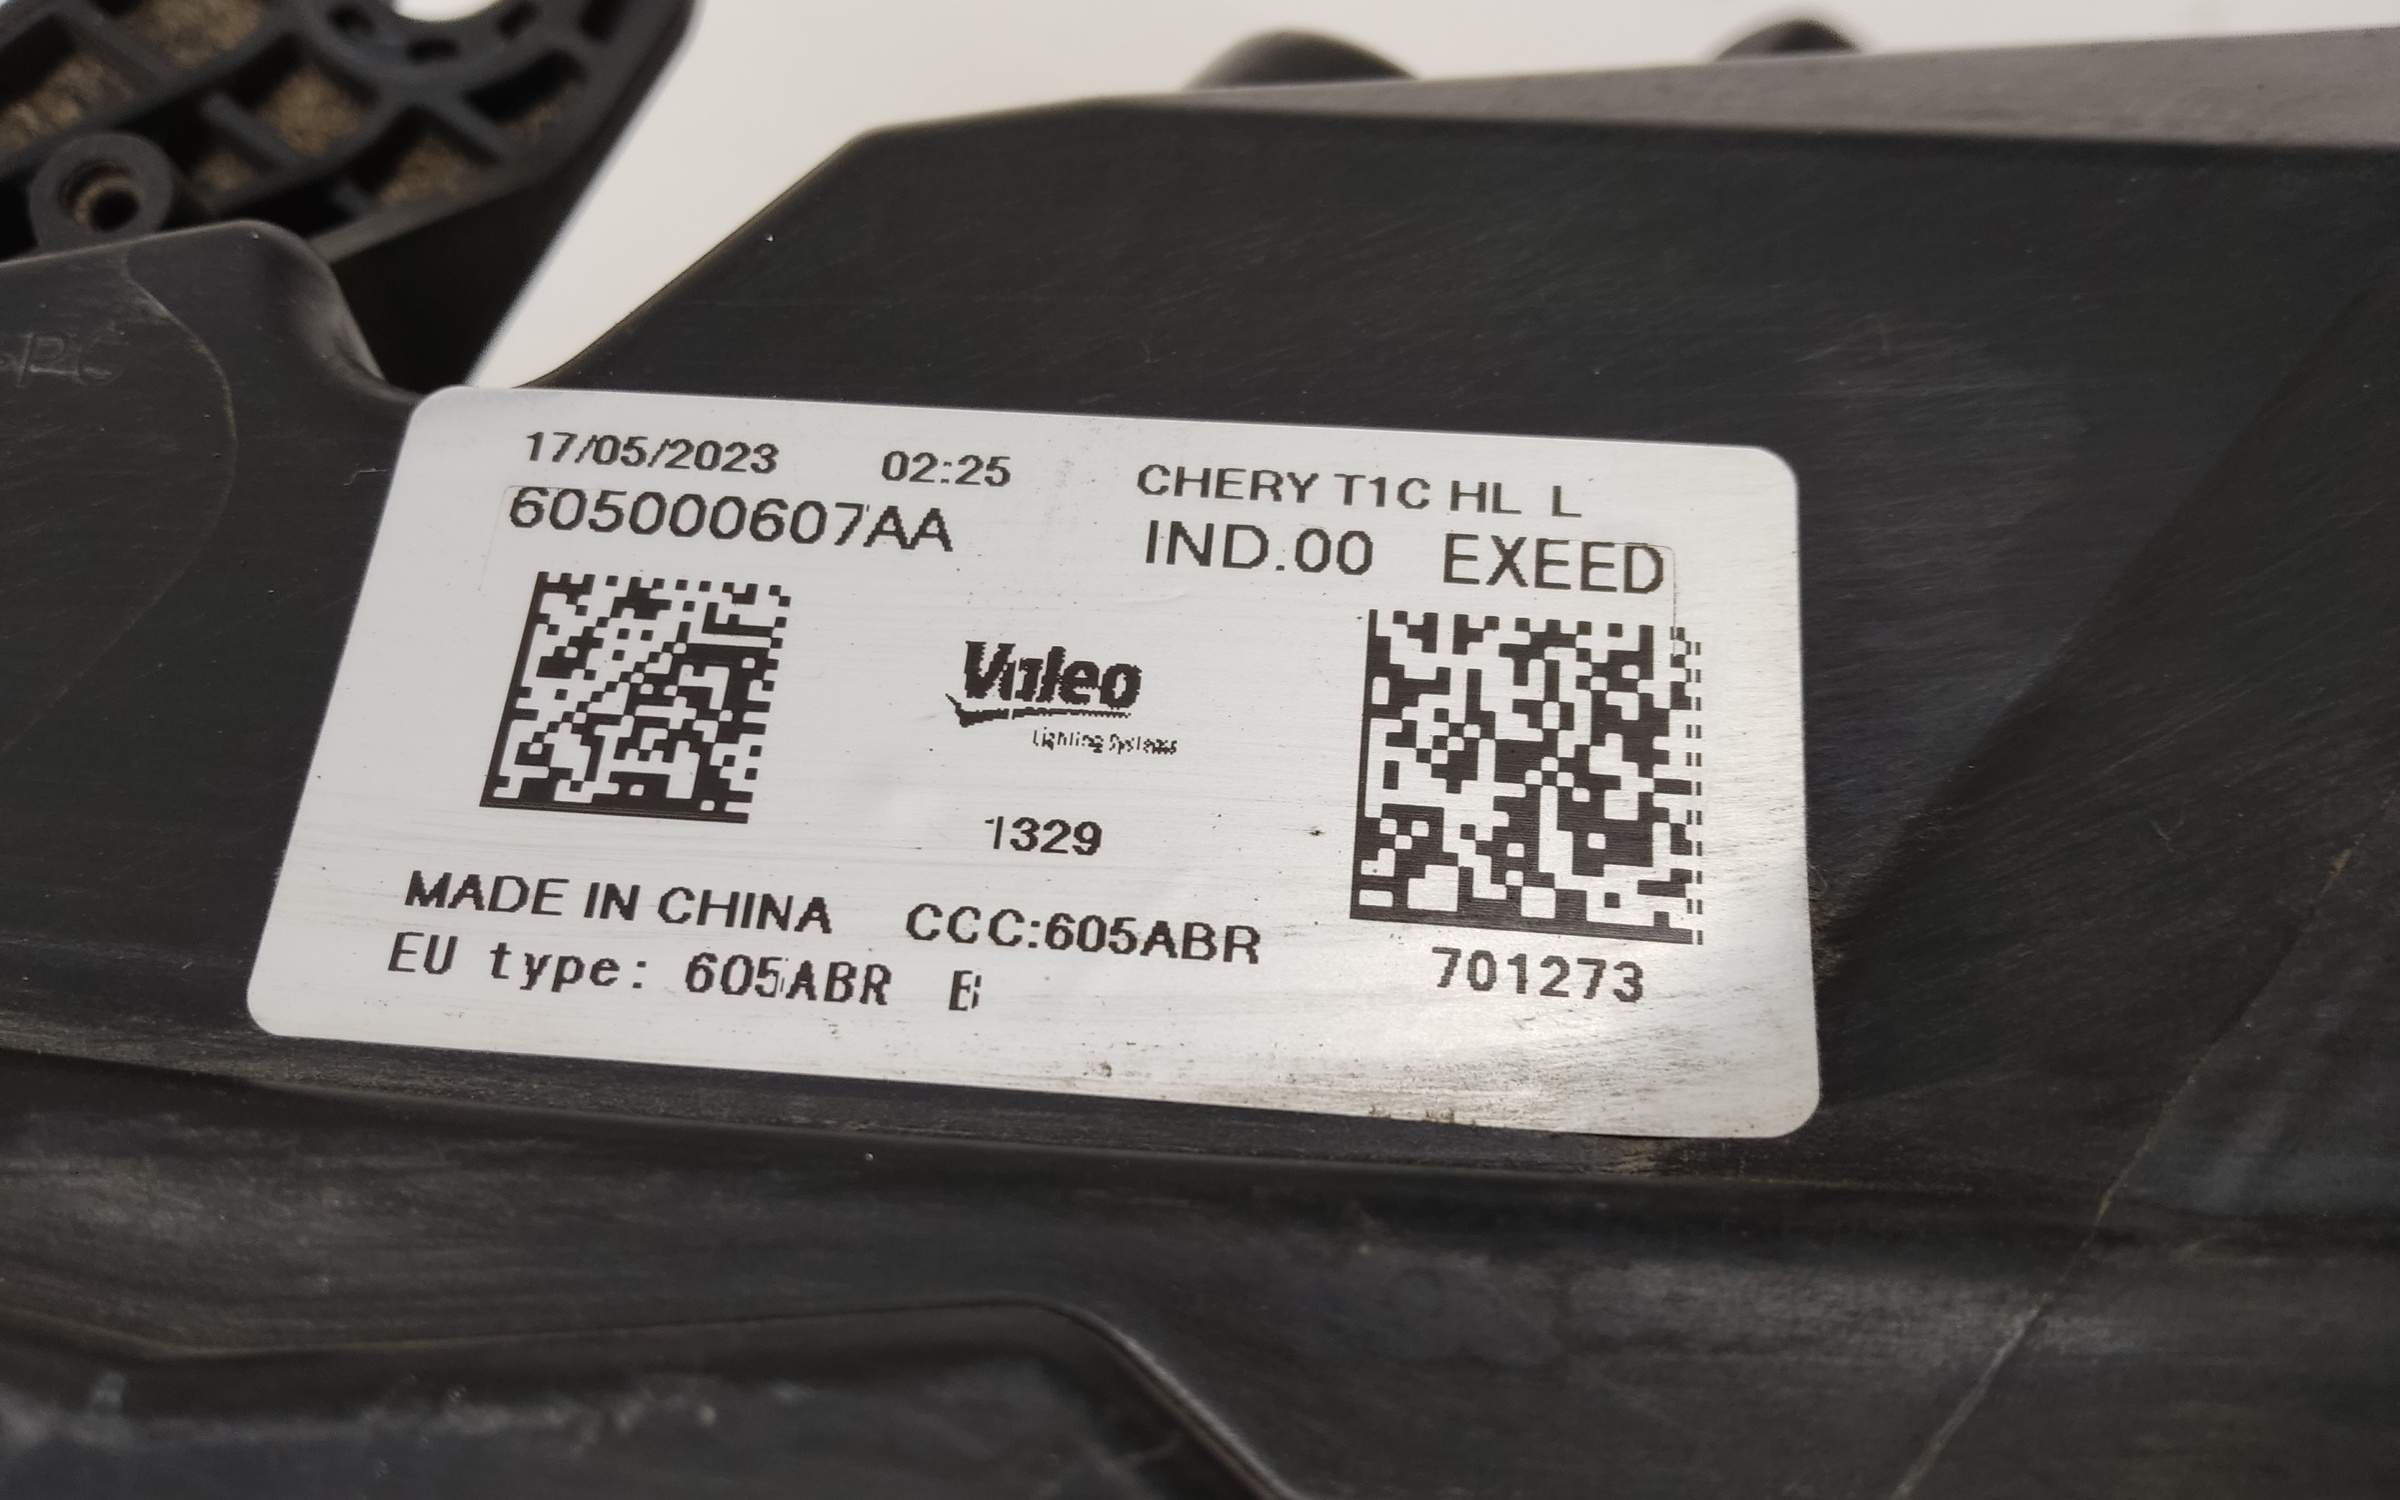 PC
17/05/2023 02:25 CHERY T1C HL L
605000607AA IND.00 EXEED
Valeo
Lighting Systems
1329
MADE IN CHINA CCC:605ABR
EU type: 605ABR
701273